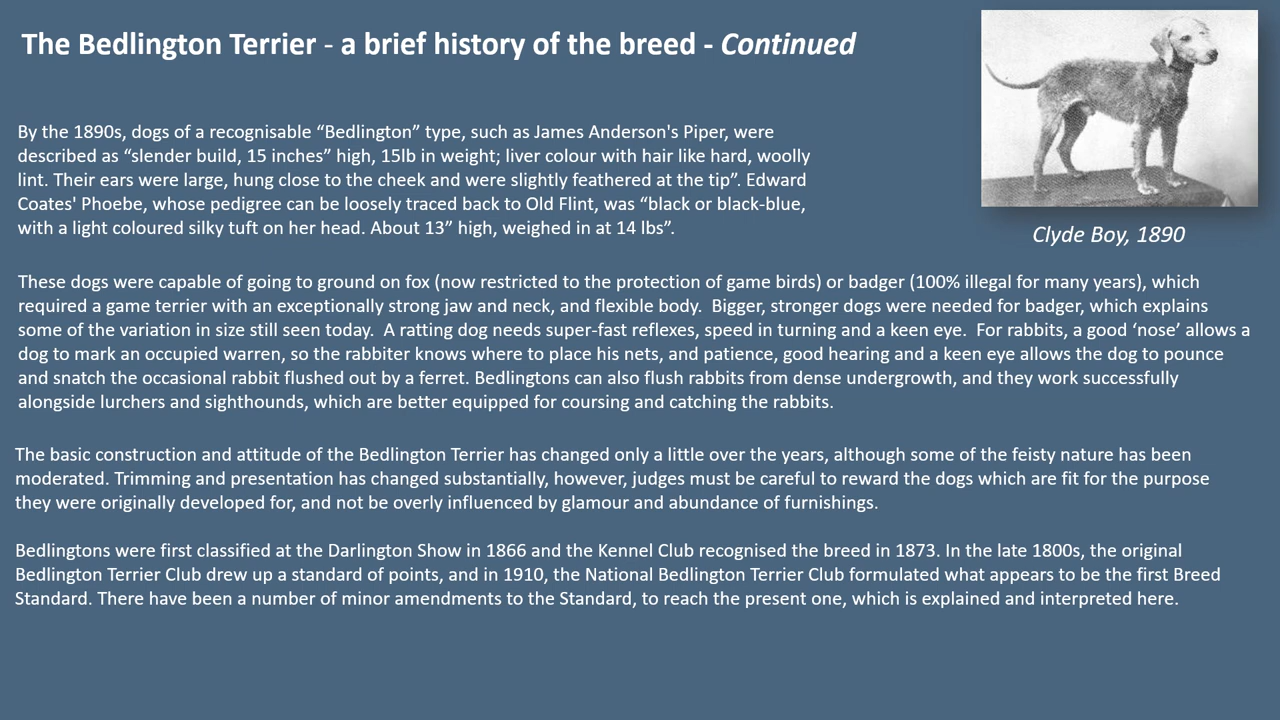 The Bedlington Terrier - a brief history of the breed - Continued
By the 1890s, dogs of a recognisable “Bedlington” type, such as James Anderson's Piper, were
described as “slender build, 15 inches” high, 15lb in weight; liver colour with hair like hard, woolly
lint. Their ears were large, hung close to the cheek and were slightly feathered at the tip”. Edward
Coates' Phoebe, whose pedigree can be loosely traced back to Old Flint, was “black or black-blue,
with a light coloured silky tuft on her head. About 13” high, weighed in at 14 lbs”.
Clyde Boy, 1890
These dogs were capable of going to ground on fox (now restricted to the protection of game birds) or badger (100% illegal for many years), which
required a game terrier with an exceptionally strong jaw and neck, and flexible body.  Bigger, stronger dogs were needed for badger, which explains
some of the variation in size still seen today.  A ratting dog needs super-fast reflexes, speed in turning and a keen eye.  For rabbits, a good ‘nose’ allows a
dog to mark an occupied warren, so the rabbiter knows where to place his nets, and patience, good hearing and a keen eye allows the dog to pounce
and snatch the occasional rabbit flushed out by a ferret. Bedlingtons can also flush rabbits from dense undergrowth, and they work successfully
alongside lurchers and sighthounds, which are better equipped for coursing and catching the rabbits.
The basic construction and attitude of the Bedlington Terrier has changed only a little over the years, although some of the feisty nature has been
moderated. Trimming and presentation has changed substantially, however, judges must be careful to reward the dogs which are fit for the purpose
they were originally developed for, and not be overly influenced by glamour and abundance of furnishings.
Bedlingtons were first classified at the Darlington Show in 1866 and the Kennel Club recognised the breed in 1873. In the late 1800s, the original
Bedlington Terrier Club drew up a standard of points, and in 1910, the National Bedlington Terrier Club formulated what appears to be the first Breed
Standard. There have been a number of minor amendments to the Standard, to reach the present one, which is explained and interpreted here.